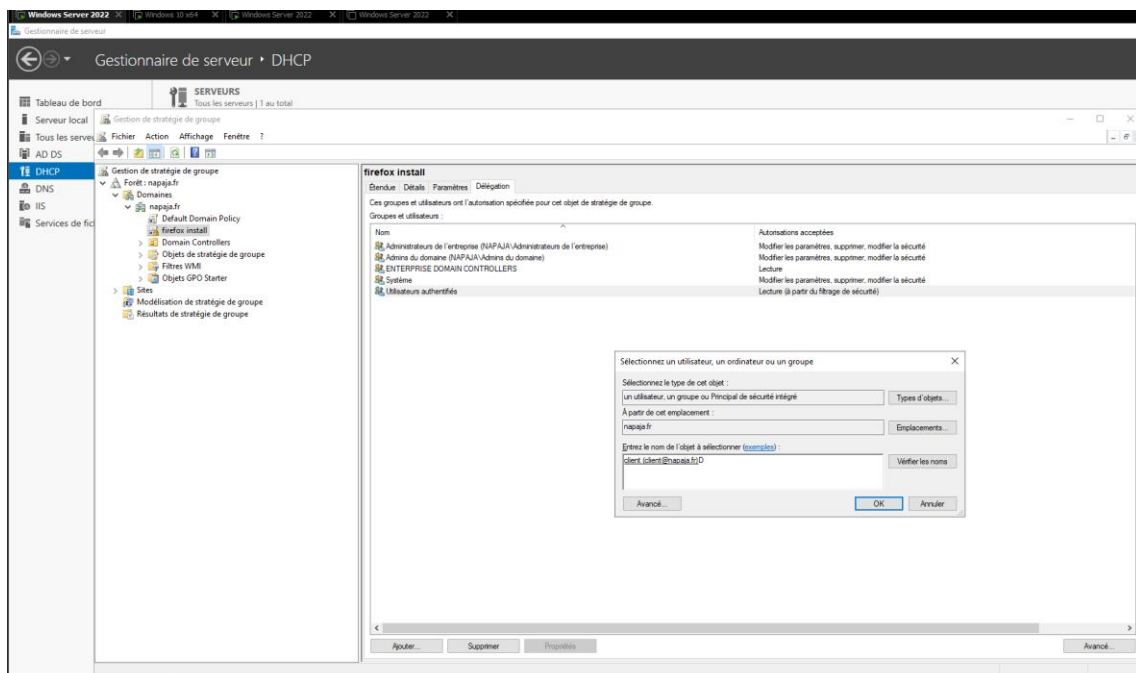 Windows Server 2022 × Windows 10 x64 × Windows Server 2022 × Windows Server 2022 ×
Gestionnaire de serveur
Gestionnaire de serveur • DHCP
Tableau de bord
Serveur local
Tous les serve
AD DS
DHCP
DNS
IIS
Services de fic
SERVEURS
Tous les serveurs | 1 au total
Gestion de stratégie de groupe
Fichier Action Affichage Fenêtre ?
Gestion de stratégie de groupe
Forêt : napaja.fr
Domaines
napaja.fr
Default Domain Policy
firefox install
Domain Controllers
Objets de stratégie de groupe
Filtres WMI
Objets GPO Starter
Sites
Modélisation de stratégie de groupe
Résultats de stratégie de groupe
firefox install
Étendue Détails Paramètres Délégation
Ces groupes et utilisateurs ont l'autorisation spécifiée pour cet objet de stratégie de groupe.
Groupes et utilisateurs :
Nom Autorisations acceptées
Administrateurs de l'entreprise (NAPAJA\Administrateurs de l'entreprise) Modifier les paramètres, supprimer, modifier la sécurité
Admins du domaine (NAPAJA\Admins du domaine) Modifier les paramètres, supprimer, modifier la sécurité
ENTERPRISE DOMAIN CONTROLLERS Lecture
Système Modifier les paramètres, supprimer, modifier la sécurité
Utilisateurs authentifiés Lecture (à partir du filtrage de sécurité)
Sélectionnez un utilisateur, un ordinateur ou un groupe
Sélectionnez le type de cet objet :
un utilisateur, un groupe ou Principal de sécurité intégré Types d'objets...
À partir de cet emplacement :
napaja.fr Emplacements...
Entrez le nom de l'objet à sélectionner (exemples) :
client (client@napaja.fr)D Vérifier les noms
Avancé... OK Annuler
Ajouter... Supprimer Propriétés Avancé...